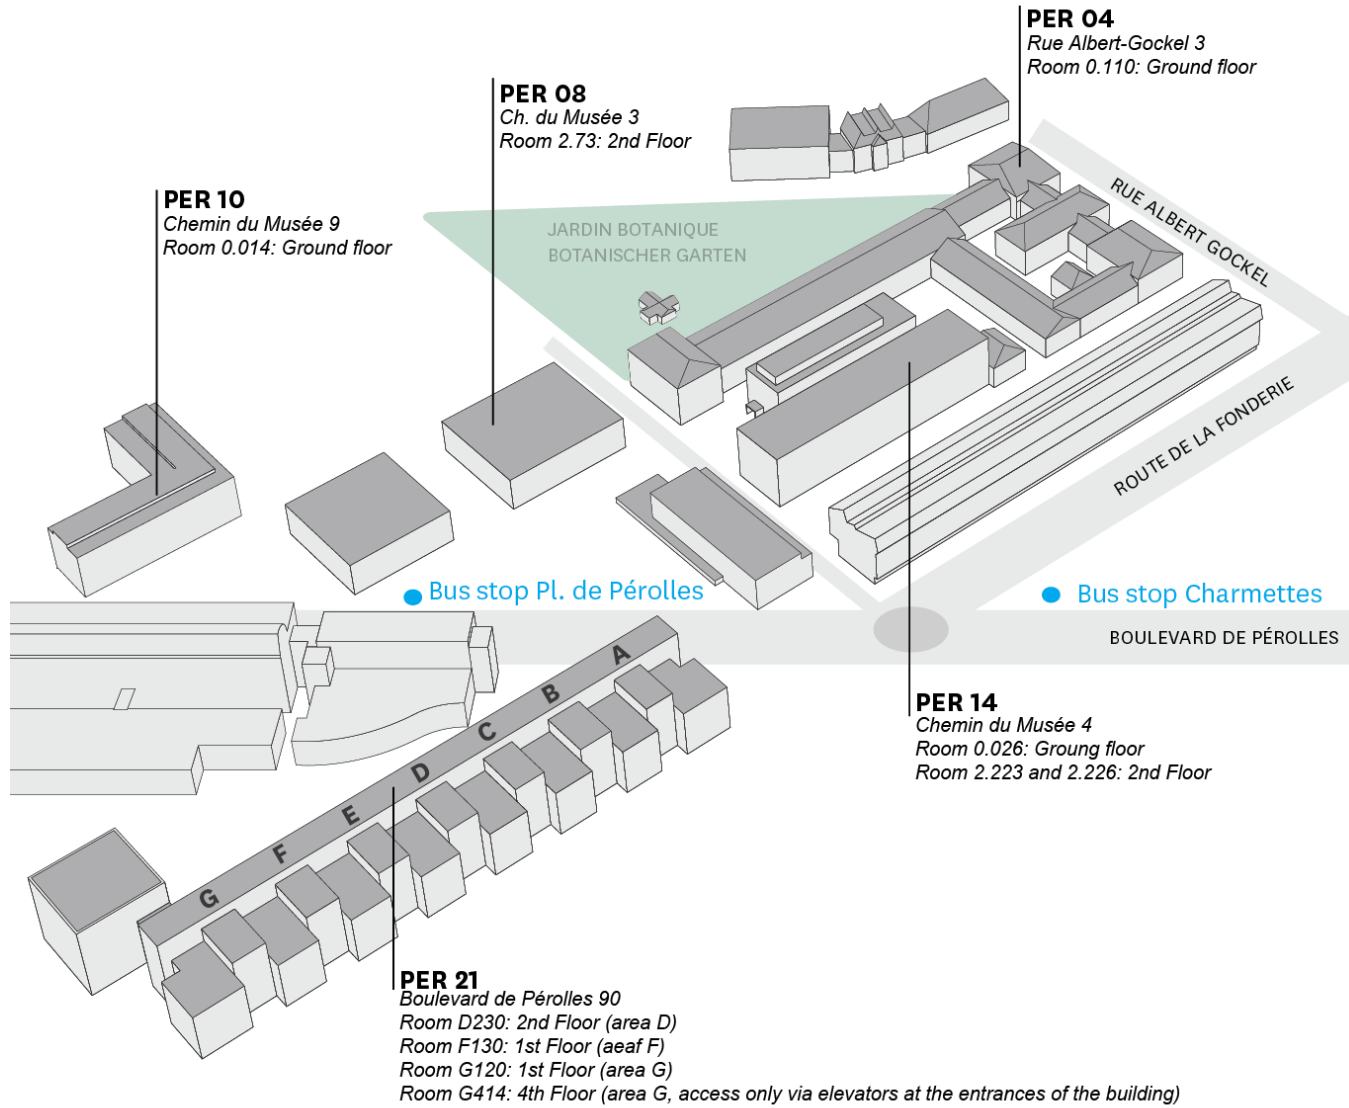 PER 04
Rue Albert-Gockel 3
Room 0.110: Ground floor
PER 08
Ch. du Musée 3
Room 2.73: 2nd Floor
PER 10
Chemin du Musée 9
Room 0.014: Ground floor
RUE ALBERT GOCKEL
JARDIN BOTANIQUE
BOTANISCHER GARTEN
ROUTE DE LA FONDERIE
Bus stop Pl. de Pérolles
Bus stop Charmettes
BOULEVARD DE PÉROLLES
A
B
C
D
E
F
G
PER 14
Chemin du Musée 4
Room 0.026: Groung floor
Room 2.223 and 2.226: 2nd Floor
PER 21
Boulevard de Pérolles 90
Room D230: 2nd Floor (area D)
Room F130: 1st Floor (aeaf F)
Room G120: 1st Floor (area G)
Room G414: 4th Floor (area G, access only via elevators at the entrances of the building)